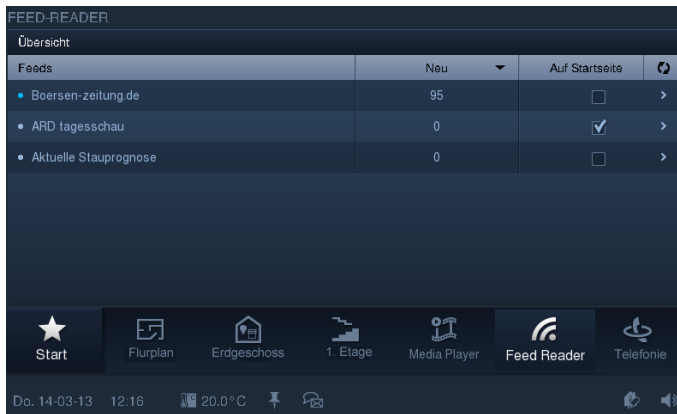 FEED-READER
Übersicht
Feeds Neu Auf Startseite
Boersen-zeitung.de 95
ARD tagesschau 0
Aktuelle Stauprognose 0
Start Flurplan Erdgeschoss 1. Etage Media Player Feed Reader Telefonie
Do. 14-03-13 12:16 20.0°C